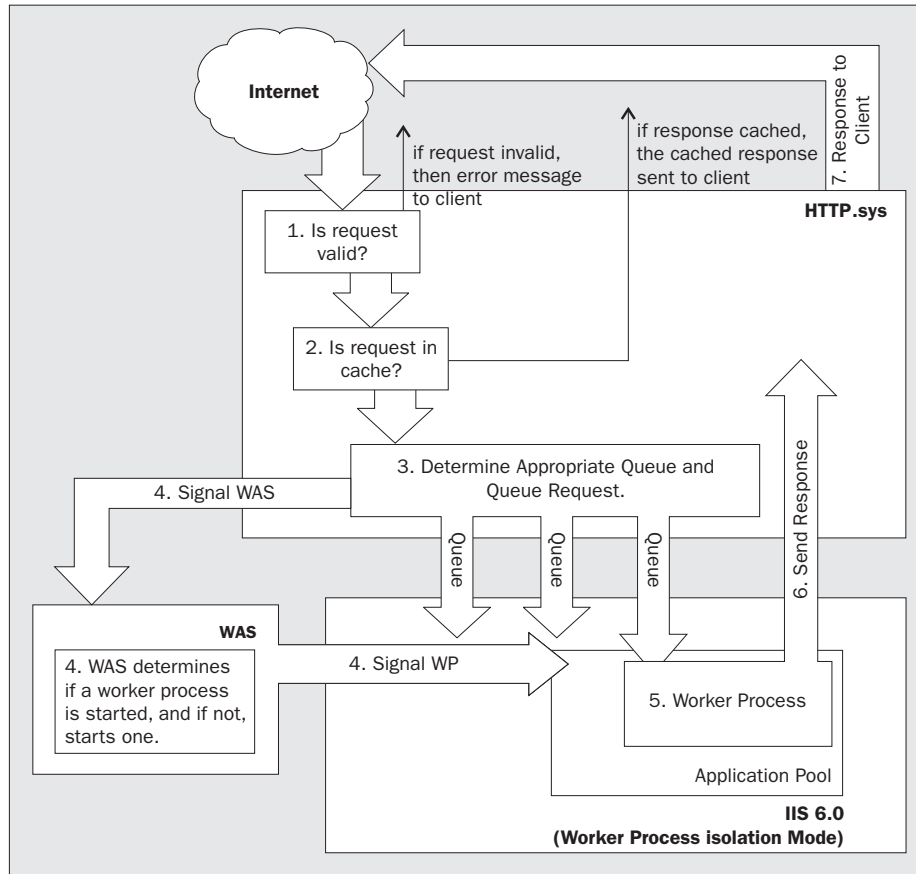 Internet
if request invalid,
then error message
to client
if response cached,
the cached response
sent to client
7. Response to
Client
HTTP.sys
1. Is request
valid?
2. Is request in
cache?
3. Determine Appropriate Queue and
Queue Request.
4. Signal WAS
Queue
Queue
Queue
6. Send Response
WAS
4. WAS determines
if a worker process
is started, and if not,
starts one.
4. Signal WP
5. Worker Process
Application Pool
IIS 6.0
(Worker Process isolation Mode)